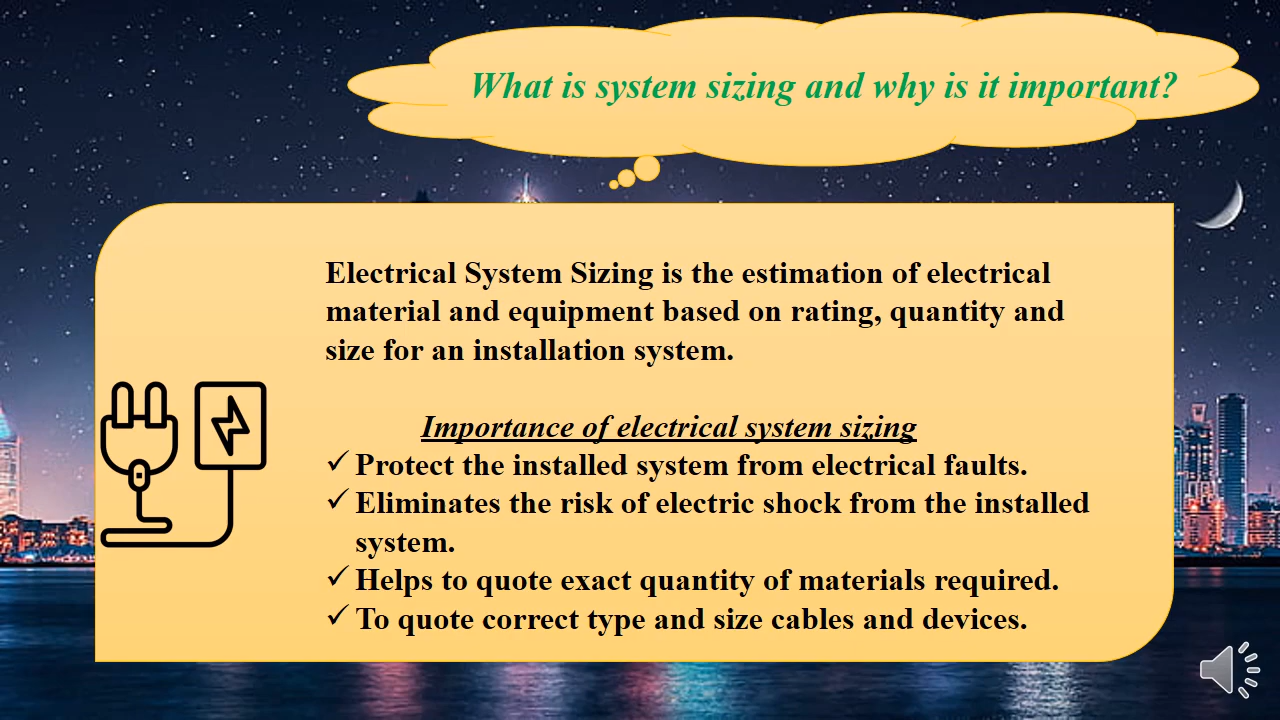 What is system sizing and why is it important?
Electrical System Sizing is the estimation of electrical
material and equipment based on rating, quantity and
size for an installation system.
Importance of electrical system sizing
✓ Protect the installed system from electrical faults.
✓ Eliminates the risk of electric shock from the installed
system.
✓ Helps to quote exact quantity of materials required.
✓ To quote correct type and size cables and devices.